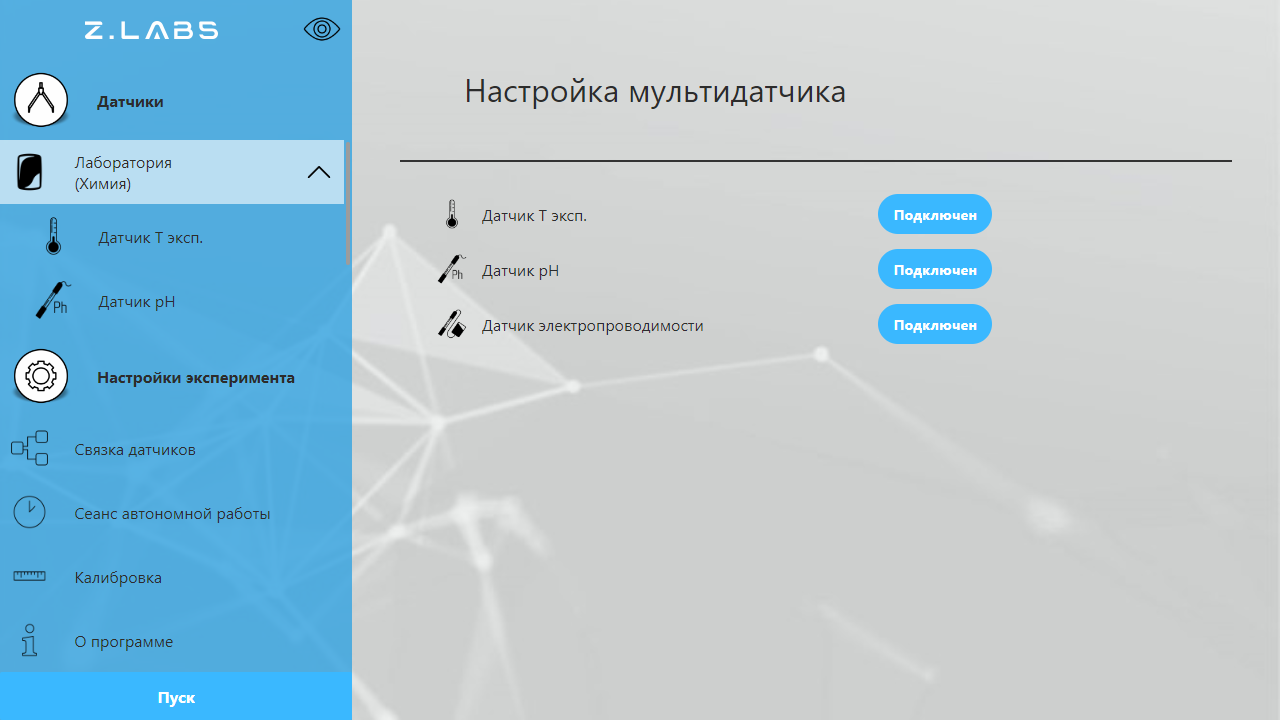 Z.LABS
Датчики
Лаборатория
(Химия)
Датчик T эксп.
Ph
Датчик pH
Настройки эксперимента
Связка датчиков
Сеанс автономной работы
Калибровка
О программе
Пуск
Настройка мультидатчика
Датчик T эксп. Подключен
Ph Датчик pH Подключен
Датчик электропроводимости Подключен